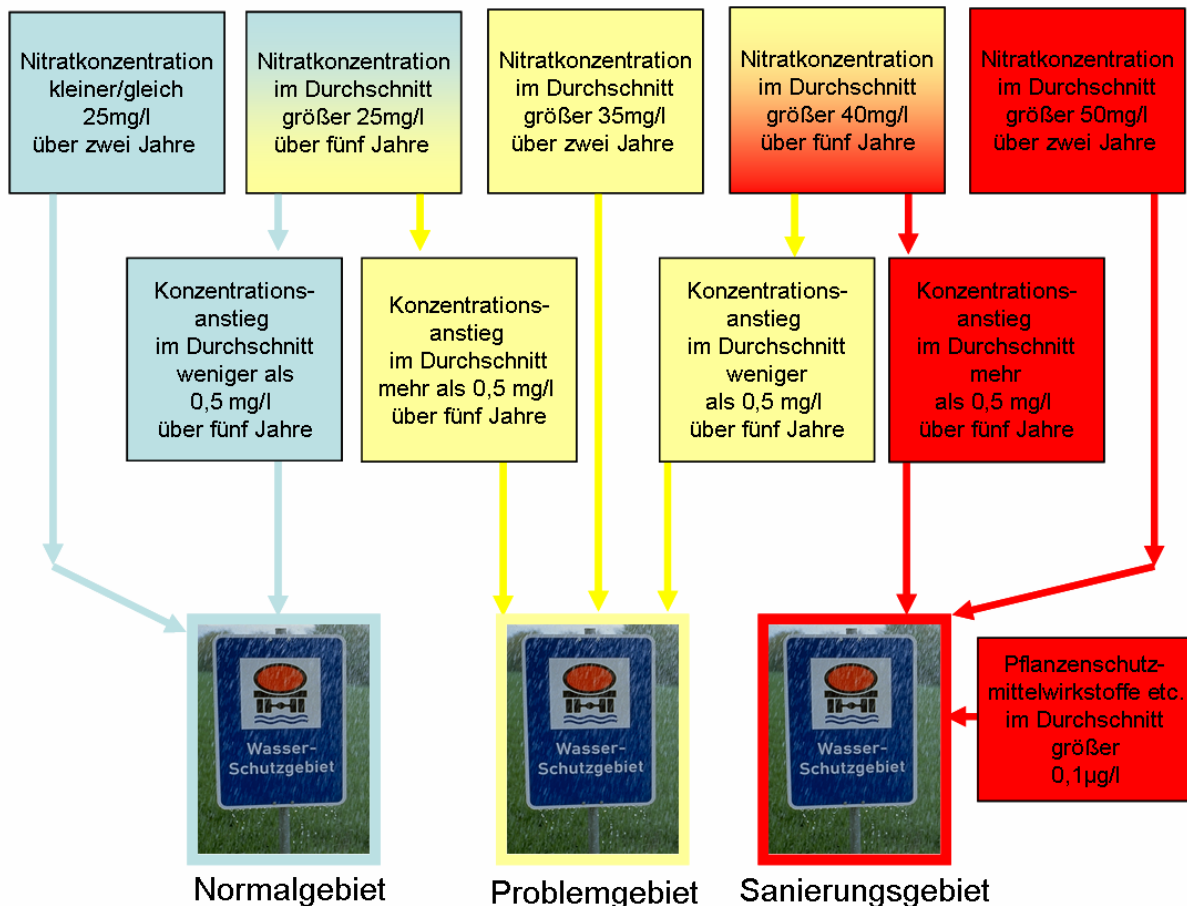 Nitratkonzentration
kleiner/gleich
25mg/l
über zwei Jahre
Nitratkonzentration
im Durchschnitt
größer 25mg/l
über fünf Jahre
Nitratkonzentration
im Durchschnitt
größer 35mg/l
über zwei Jahre
Nitratkonzentration
im Durchschnitt
größer 40mg/l
über fünf Jahre
Nitratkonzentration
im Durchschnitt
größer 50mg/l
über zwei Jahre
Konzentrations-
anstieg
im Durchschnitt
weniger als
0,5 mg/l
über fünf Jahre
Konzentrations-
anstieg
im Durchschnitt
mehr als 0,5 mg/l
über fünf Jahre
Konzentrations-
anstieg
im Durchschnitt
weniger
als 0,5 mg/l
über fünf Jahre
Konzentrations-
anstieg
im Durchschnitt
mehr
als 0,5 mg/l
über fünf Jahre
Wasser-
Schutzgebiet
Wasser-
Schutzgebiet
Wasser-
Schutzgebiet
Pflanzenschutz-
mittelwirkstoffe etc.
im Durchschnitt
größer
0,1µg/l
Normalgebiet
Problemgebiet
Sanierungsgebiet